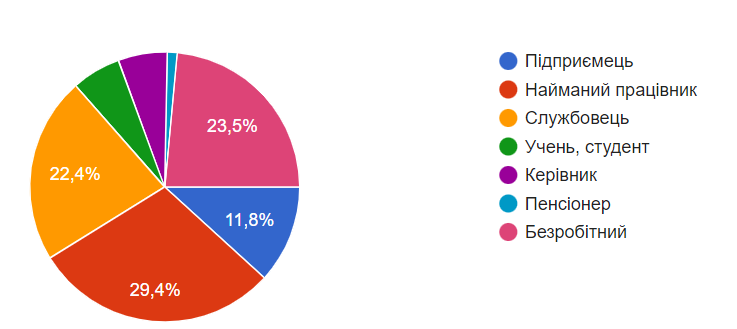 23,5%
22,4%
11,8%
29,4%
Підприємець
Найманий працівник
Службовець
Учень, студент
Керівник
Пенсіонер
Безробітний